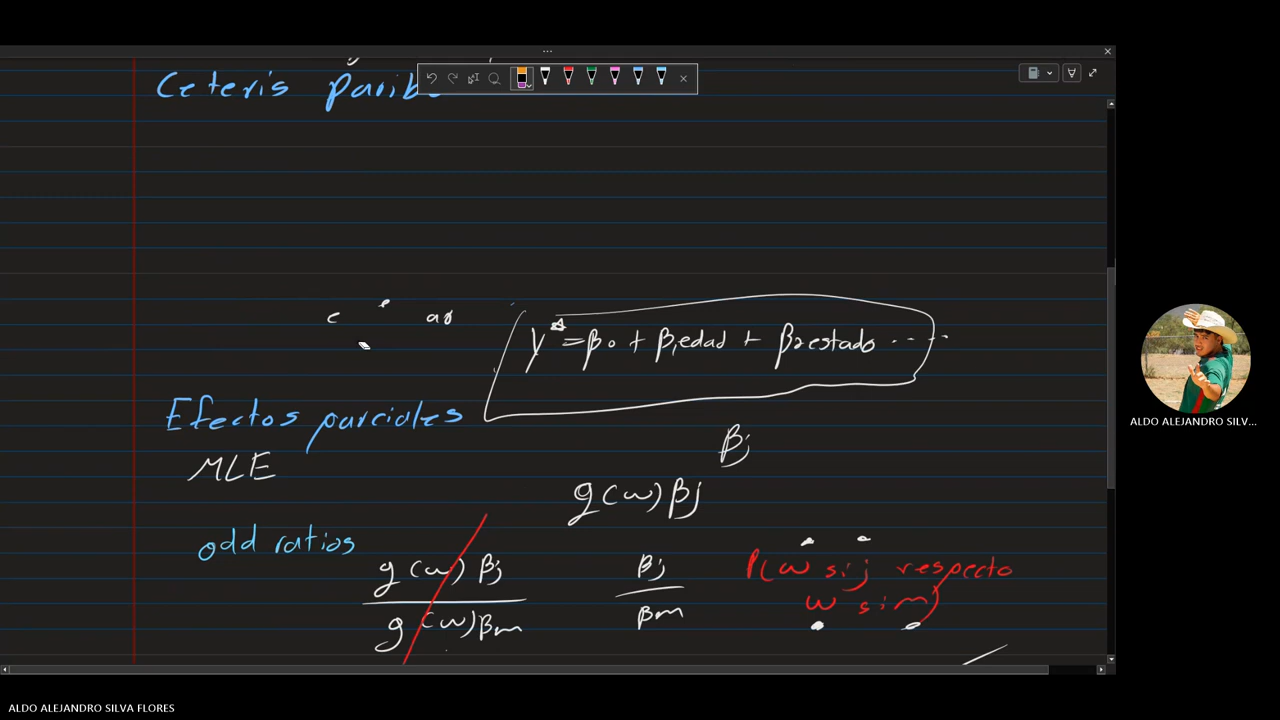 Ceteris parib
y* = β0 + β1edad + β2estado ....
Efectos parciales
βj
MLE
g(w)βj
odd ratios
g(w)βj
g(w)βm
βj
βm
P(w si j respecto
w si m)
ALDO ALEJANDRO SILV...
ALDO ALEJANDRO SILVA FLORES